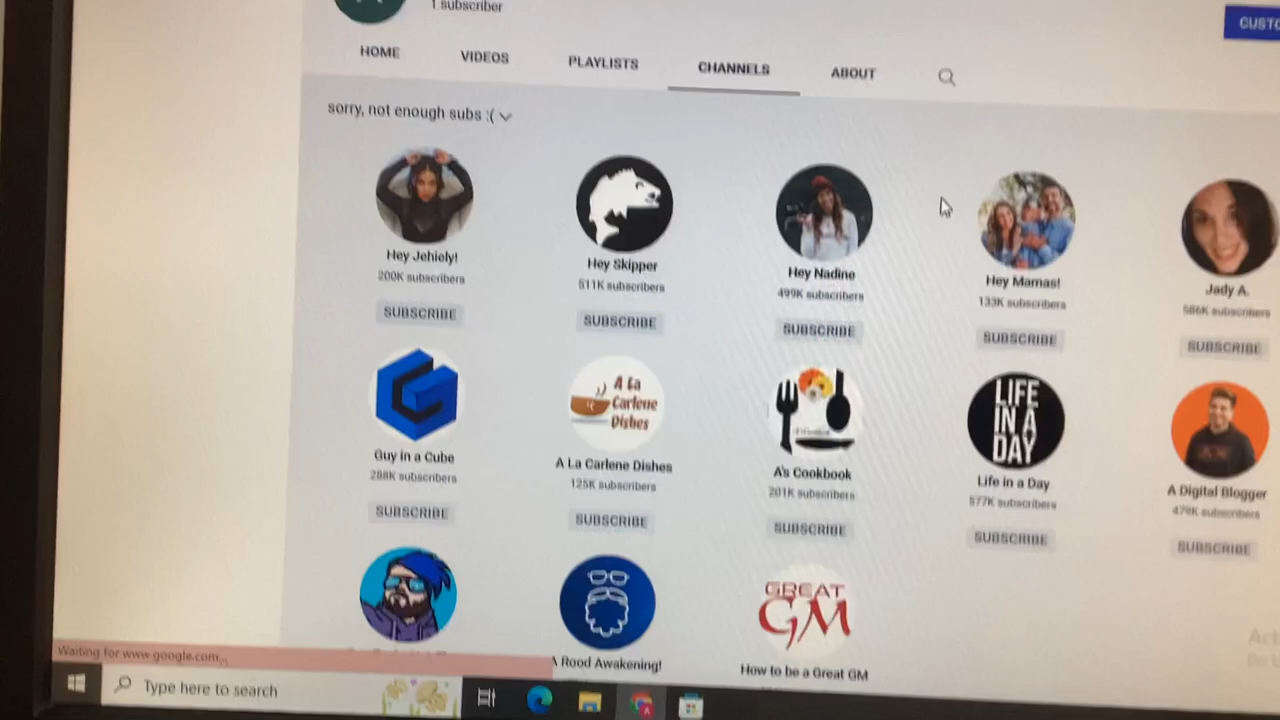 1 subscriber
CUSTO
HOME VIDEOS PLAYLISTS CHANNELS ABOUT
sorry, not enough subs :(
Hey Jehiely!
200K subscribers
SUBSCRIBE
Hey Skipper
511K subscribers
SUBSCRIBE
Hey Nadine
499K subscribers
SUBSCRIBE
Hey Mamas!
133K subscribers
SUBSCRIBE
Jady A.
586K subscribers
SUBSCRIBE
Guy in a Cube
288K subscribers
SUBSCRIBE
A La
Carlene
Dishes
A La Carlene Dishes
125K subscribers
SUBSCRIBE
A's Cookbook
201K subscribers
SUBSCRIBE
LIFE
IN A
DAY
Life in a Day
577K subscribers
SUBSCRIBE
A Digital Blogger
479K subscribers
SUBSCRIBE
A Rood Awakening!
GREAT
GM
How to be a Great GM
Waiting for www.google.com...
Type here to search